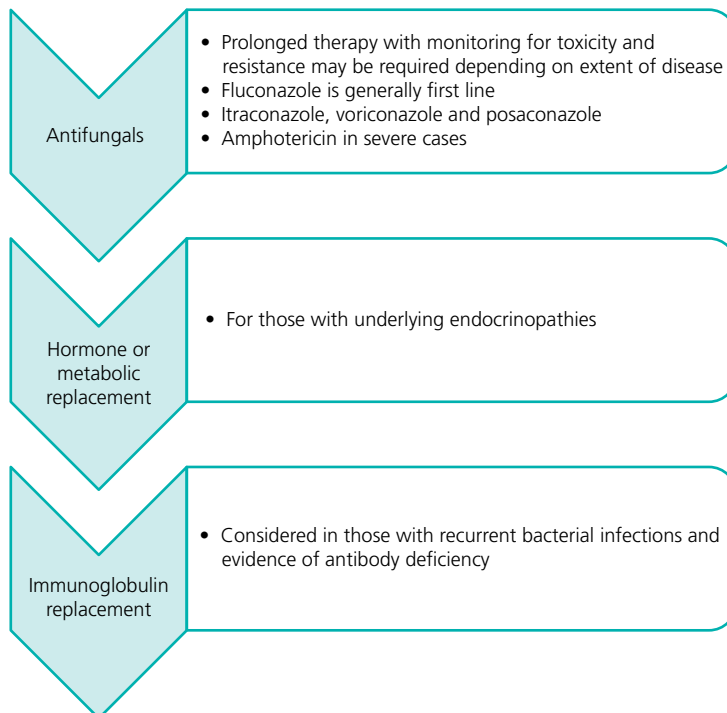 Antifungals
• Prolonged therapy with monitoring for toxicity and
resistance may be required depending on extent of disease
• Fluconazole is generally first line
• Itraconazole, voriconazole and posaconazole
• Amphotericin in severe cases
Hormone or
metabolic
replacement
• For those with underlying endocrinopathies
Immunoglobulin
replacement
• Considered in those with recurrent bacterial infections and
evidence of antibody deficiency